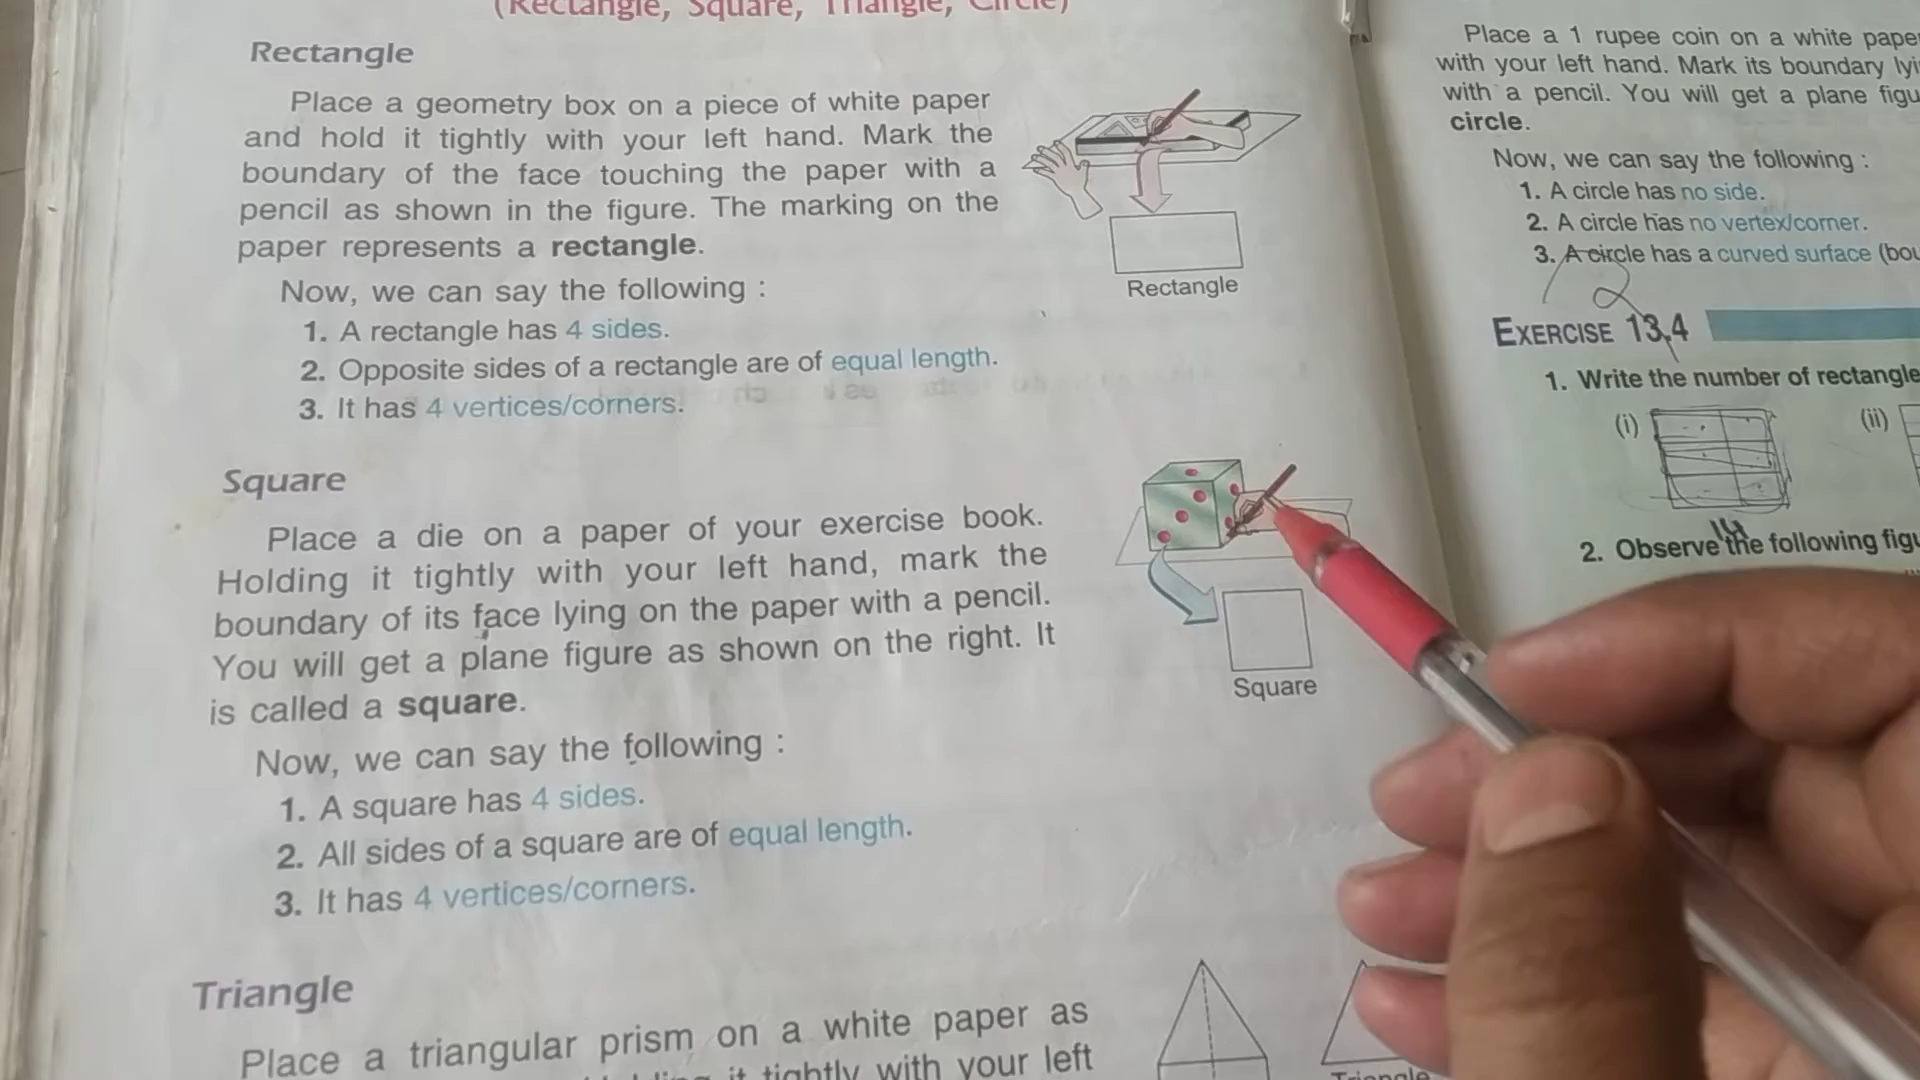 (Rectangle, Square, Triangle, Circle)
Rectangle
Place a geometry box on a piece of white paper
and hold it tightly with your left hand. Mark the
boundary of the face touching the paper with a
pencil as shown in the figure. The marking on the
paper represents a rectangle.
Now, we can say the following :
1. A rectangle has 4 sides.
2. Opposite sides of a rectangle are of equal length.
3. It has 4 vertices/corners.
Rectangle
Square
Place a die on a paper of your exercise book.
Holding it tightly with your left hand, mark the
boundary of its face lying on the paper with a pencil.
You will get a plane figure as shown on the right. It
is called a square.
Now, we can say the following :
1. A square has 4 sides.
2. All sides of a square are of equal length.
3. It has 4 vertices/corners.
Square
Triangle
Place a triangular prism on a white paper as
it tightly with your left
Triangle
Place a 1 rupee coin on a white pape
with your left hand. Mark its boundary lyi
with a pencil. You will get a plane figu
circle.
Now, we can say the following :
1. A circle has no side.
2. A circle has no vertex/corner.
3. A circle has a curved surface (bou
EXERCISE 13.4
1. Write the number of rectangle
(i)
(ii)
2. Observe the following figu